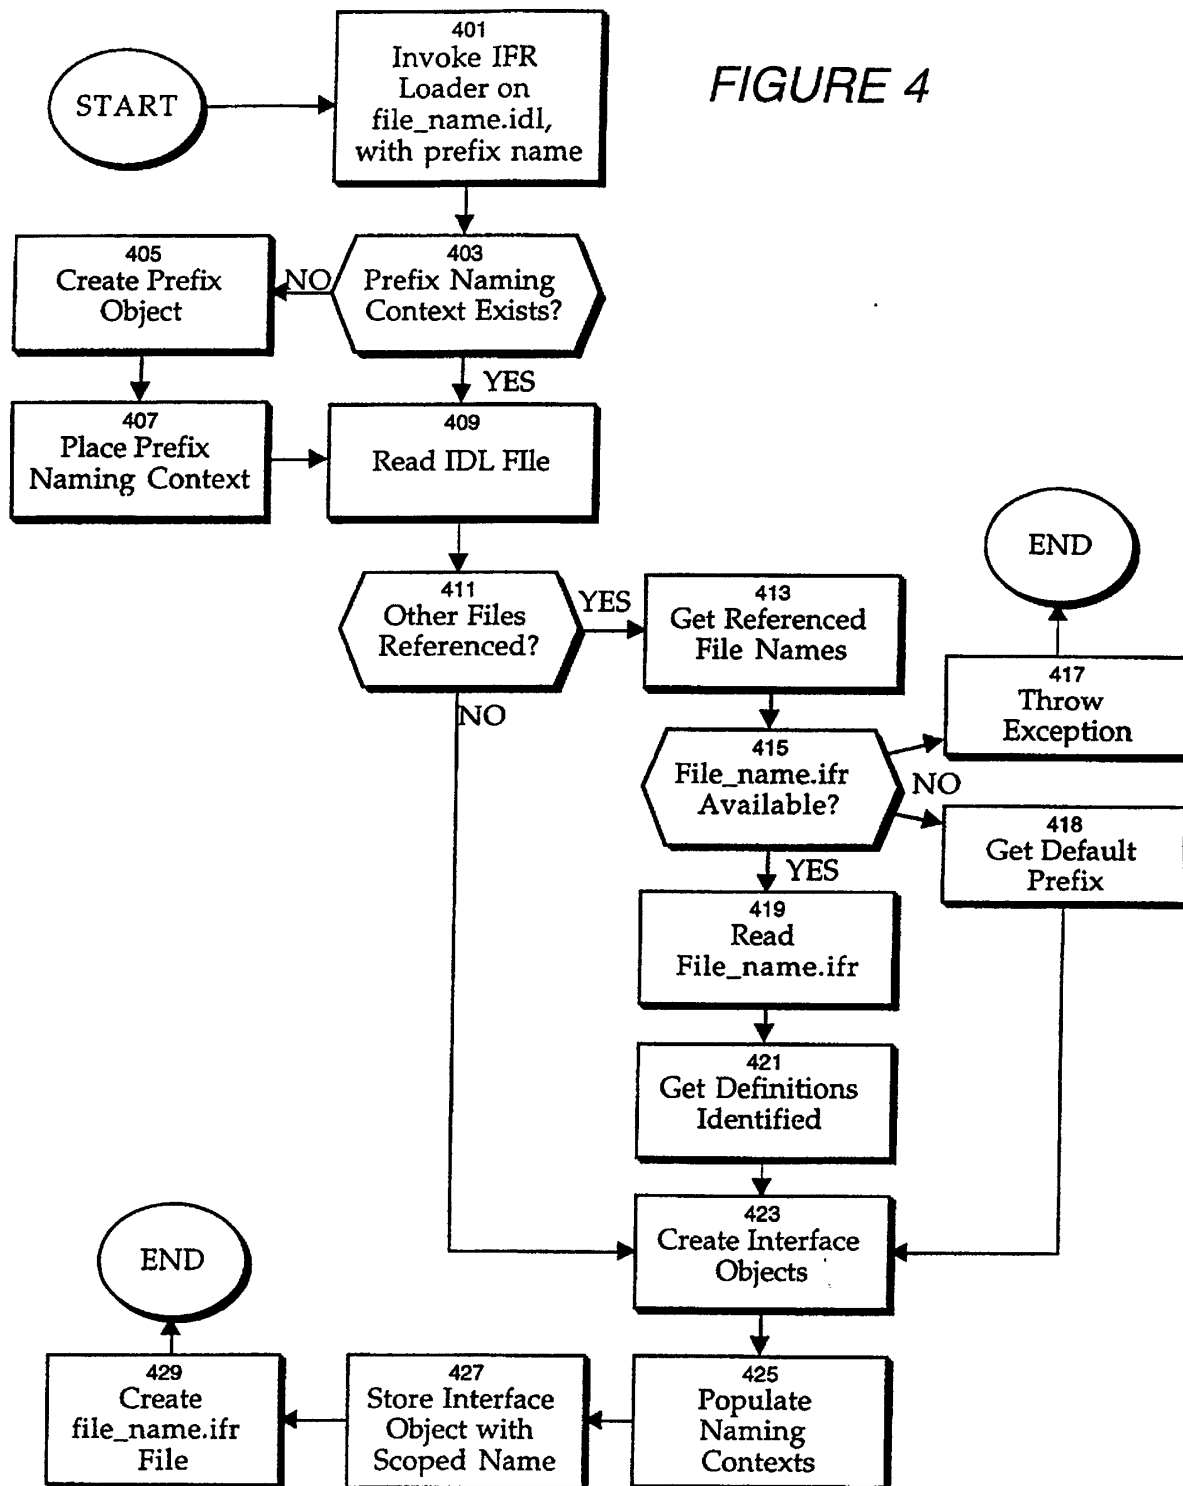 FIGURE 4
START
401
Invoke IFR
Loader on
file_name.idl,
with prefix name
403
Prefix Naming
Context Exists?
NO
YES
405
Create Prefix
Object
407
Place Prefix
Naming Context
409
Read IDL FIle
411
Other Files
Referenced?
YES
NO
413
Get Referenced
File Names
415
File_name.ifr
Available?
NO
YES
END
417
Throw
Exception
418
Get Default
Prefix
419
Read
File_name.ifr
421
Get Definitions
Identified
423
Create Interface
Objects
425
Populate
Naming
Contexts
427
Store Interface
Object with
Scoped Name
429
Create
file_name.ifr
File
END